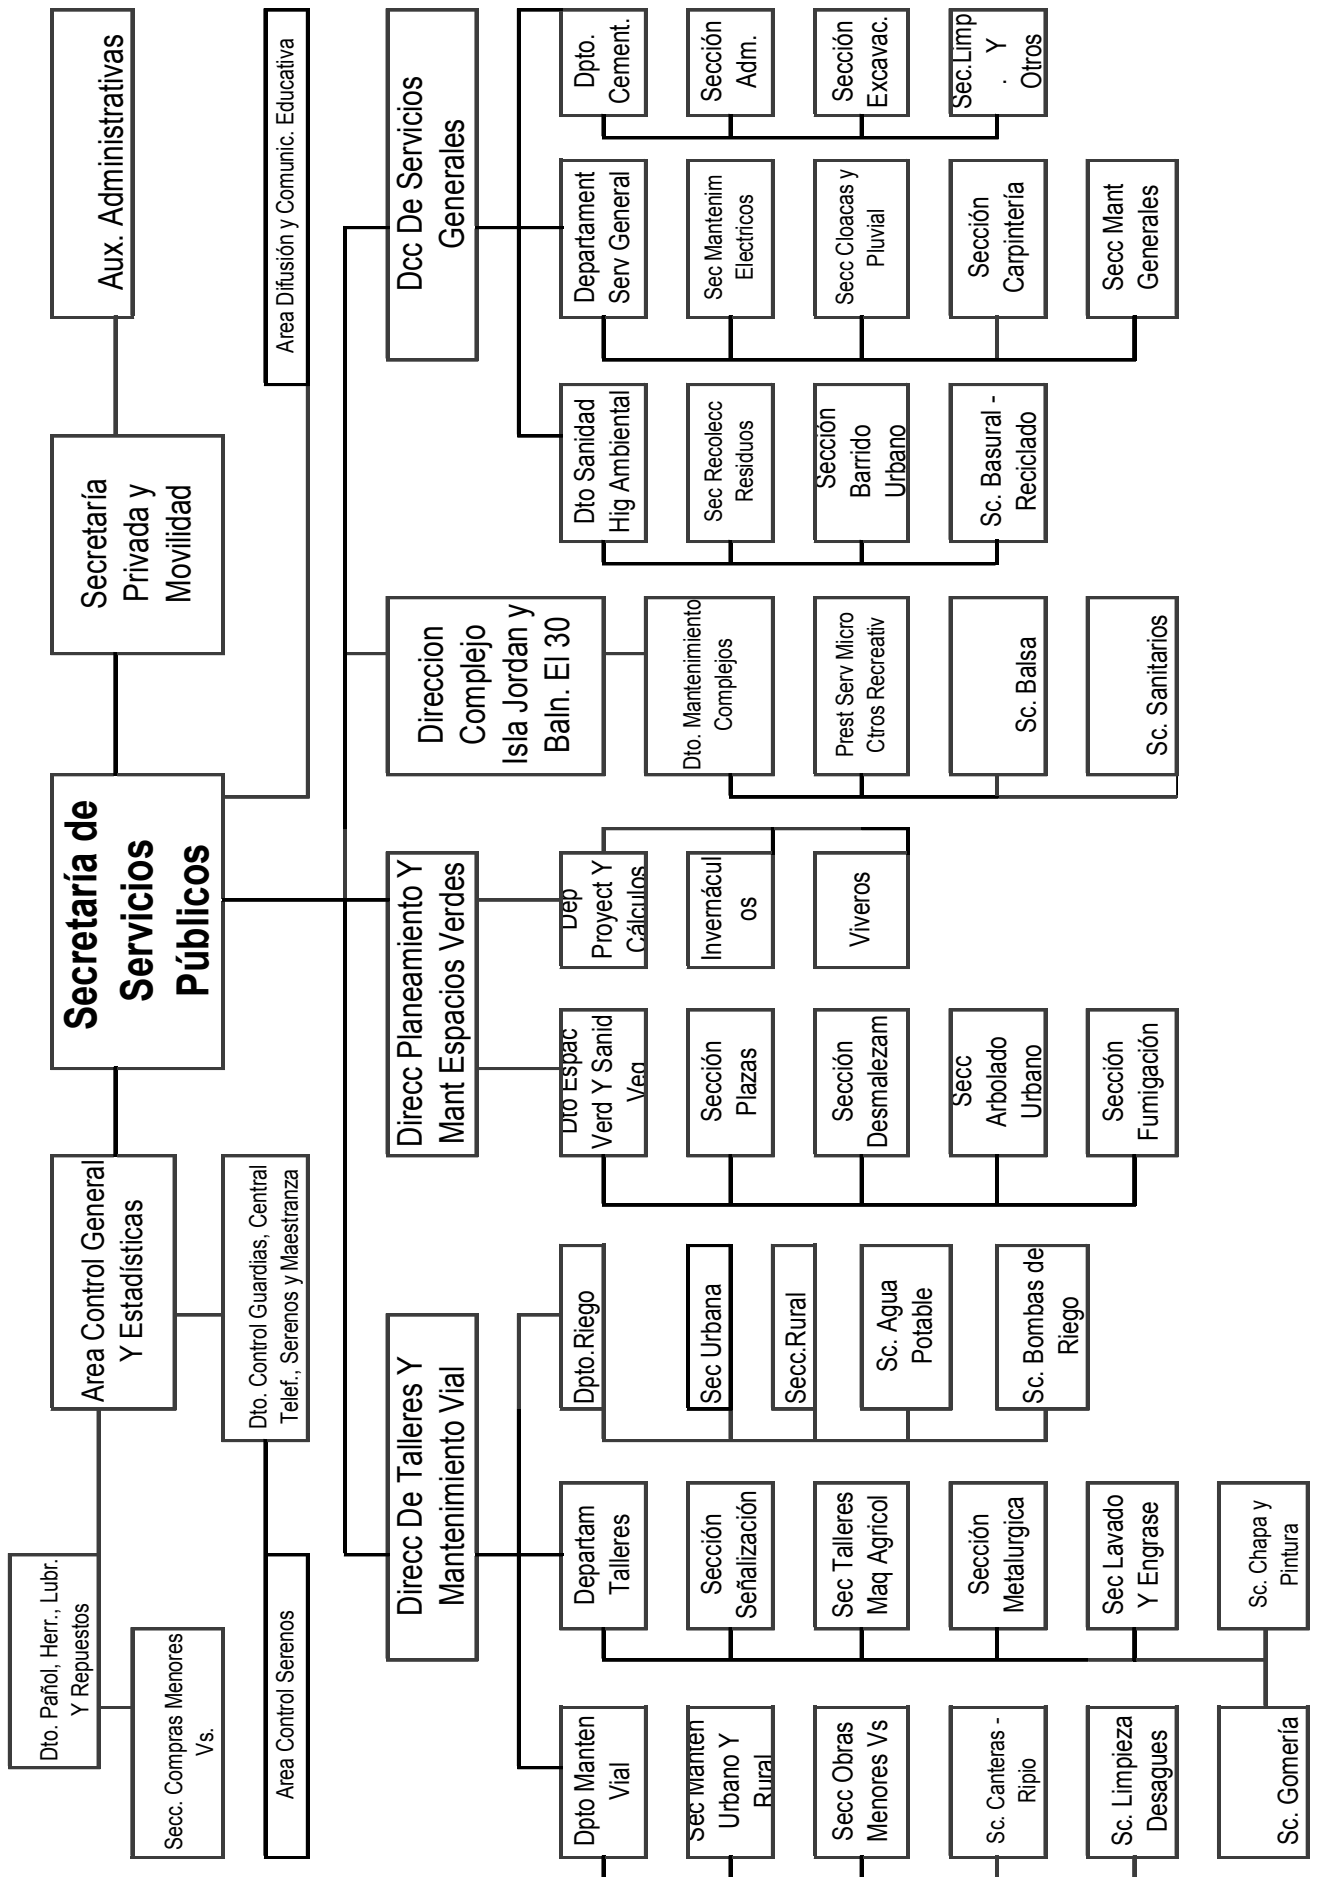 Dto. Pañol, Herr., Lubr.
Y Repuestos
Secc. Compras Menores
Vs.
Area Control General
Y Estadísticas
Dto. Control Guardias, Central
Telef., Serenos y Maestranza
Area Control Serenos
Secretaría de
Servicios
Públicos
Secretaría
Privada y
Movilidad
Aux. Administrativas
Area Difusión y Comunic. Educativa
Direcc De Talleres Y
Mantenimiento Vial
Direcc Planeamiento Y
Mant Espacios Verdes
Direccion
Complejo
Isla Jordan y
Baln. El 30
Dcc De Servicios
Generales
Dpto Manten
Vial
Sec Manten
Urbano Y
Rural
Secc Obras
Menores Vs
Sc. Canteras -
Ripio
Sc. Limpieza
Desagues
Sc. Gomería
Departam
Talleres
Sección
Señalización
Sec Talleres
Maq Agricol
Sección
Metalurgica
Sec Lavado
Y Engrase
Sc. Chapa y
Pintura
Dpto.Riego
Sec Urbana
Secc.Rural
Sc. Agua
Potable
Sc. Bombas de
Riego
Dto Espac
Verd Y Sanid
Veg
Sección
Plazas
Sección
Desmalezam
Secc
Arbolado
Urbano
Sección
Fumigación
Dep
Proyect Y
Cálculos
Invernácul
os
Viveros
Dto. Mantenimiento
Complejos
Prest Serv Micro
Ctros Recreativ
Sc. Balsa
Sc. Sanitarios
Dto Sanidad
Hig Ambiental
Sec Recolecc
Residuos
Sección
Barrido
Urbano
Sc. Basural -
Reciclado
Departament
Serv General
Sec Mantenim
Electricos
Secc Cloacas y
Pluvial
Sección
Carpintería
Secc Mant
Generales
Dpto.
Cement.
Sección
Adm.
Sección
Excavac.
Sec.Limp
. Y
Otros